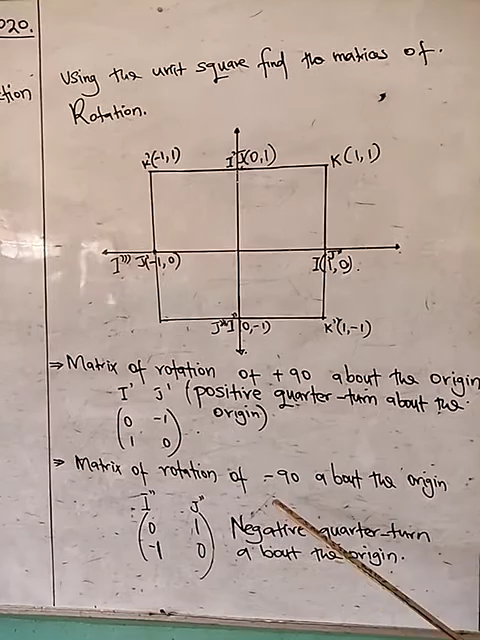 020.
tion
Using the unit square find the matrices of.
Rotation.
K'(-1,1) I' J(0,1) K(1,1)
I''' J'(-1,0) I(1,0) J''
J''' I''(0,-1) K''(1,-1)
⇒ Matrix of rotation of +90 about the origin
I' J' (positive quarter-turn about the
origin)
(0 -1)
(1 0)
⇒ Matrix of rotation of -90 about the origin
I'' J''
(0 1) Negative quarter-turn
(-1 0) about the origin.